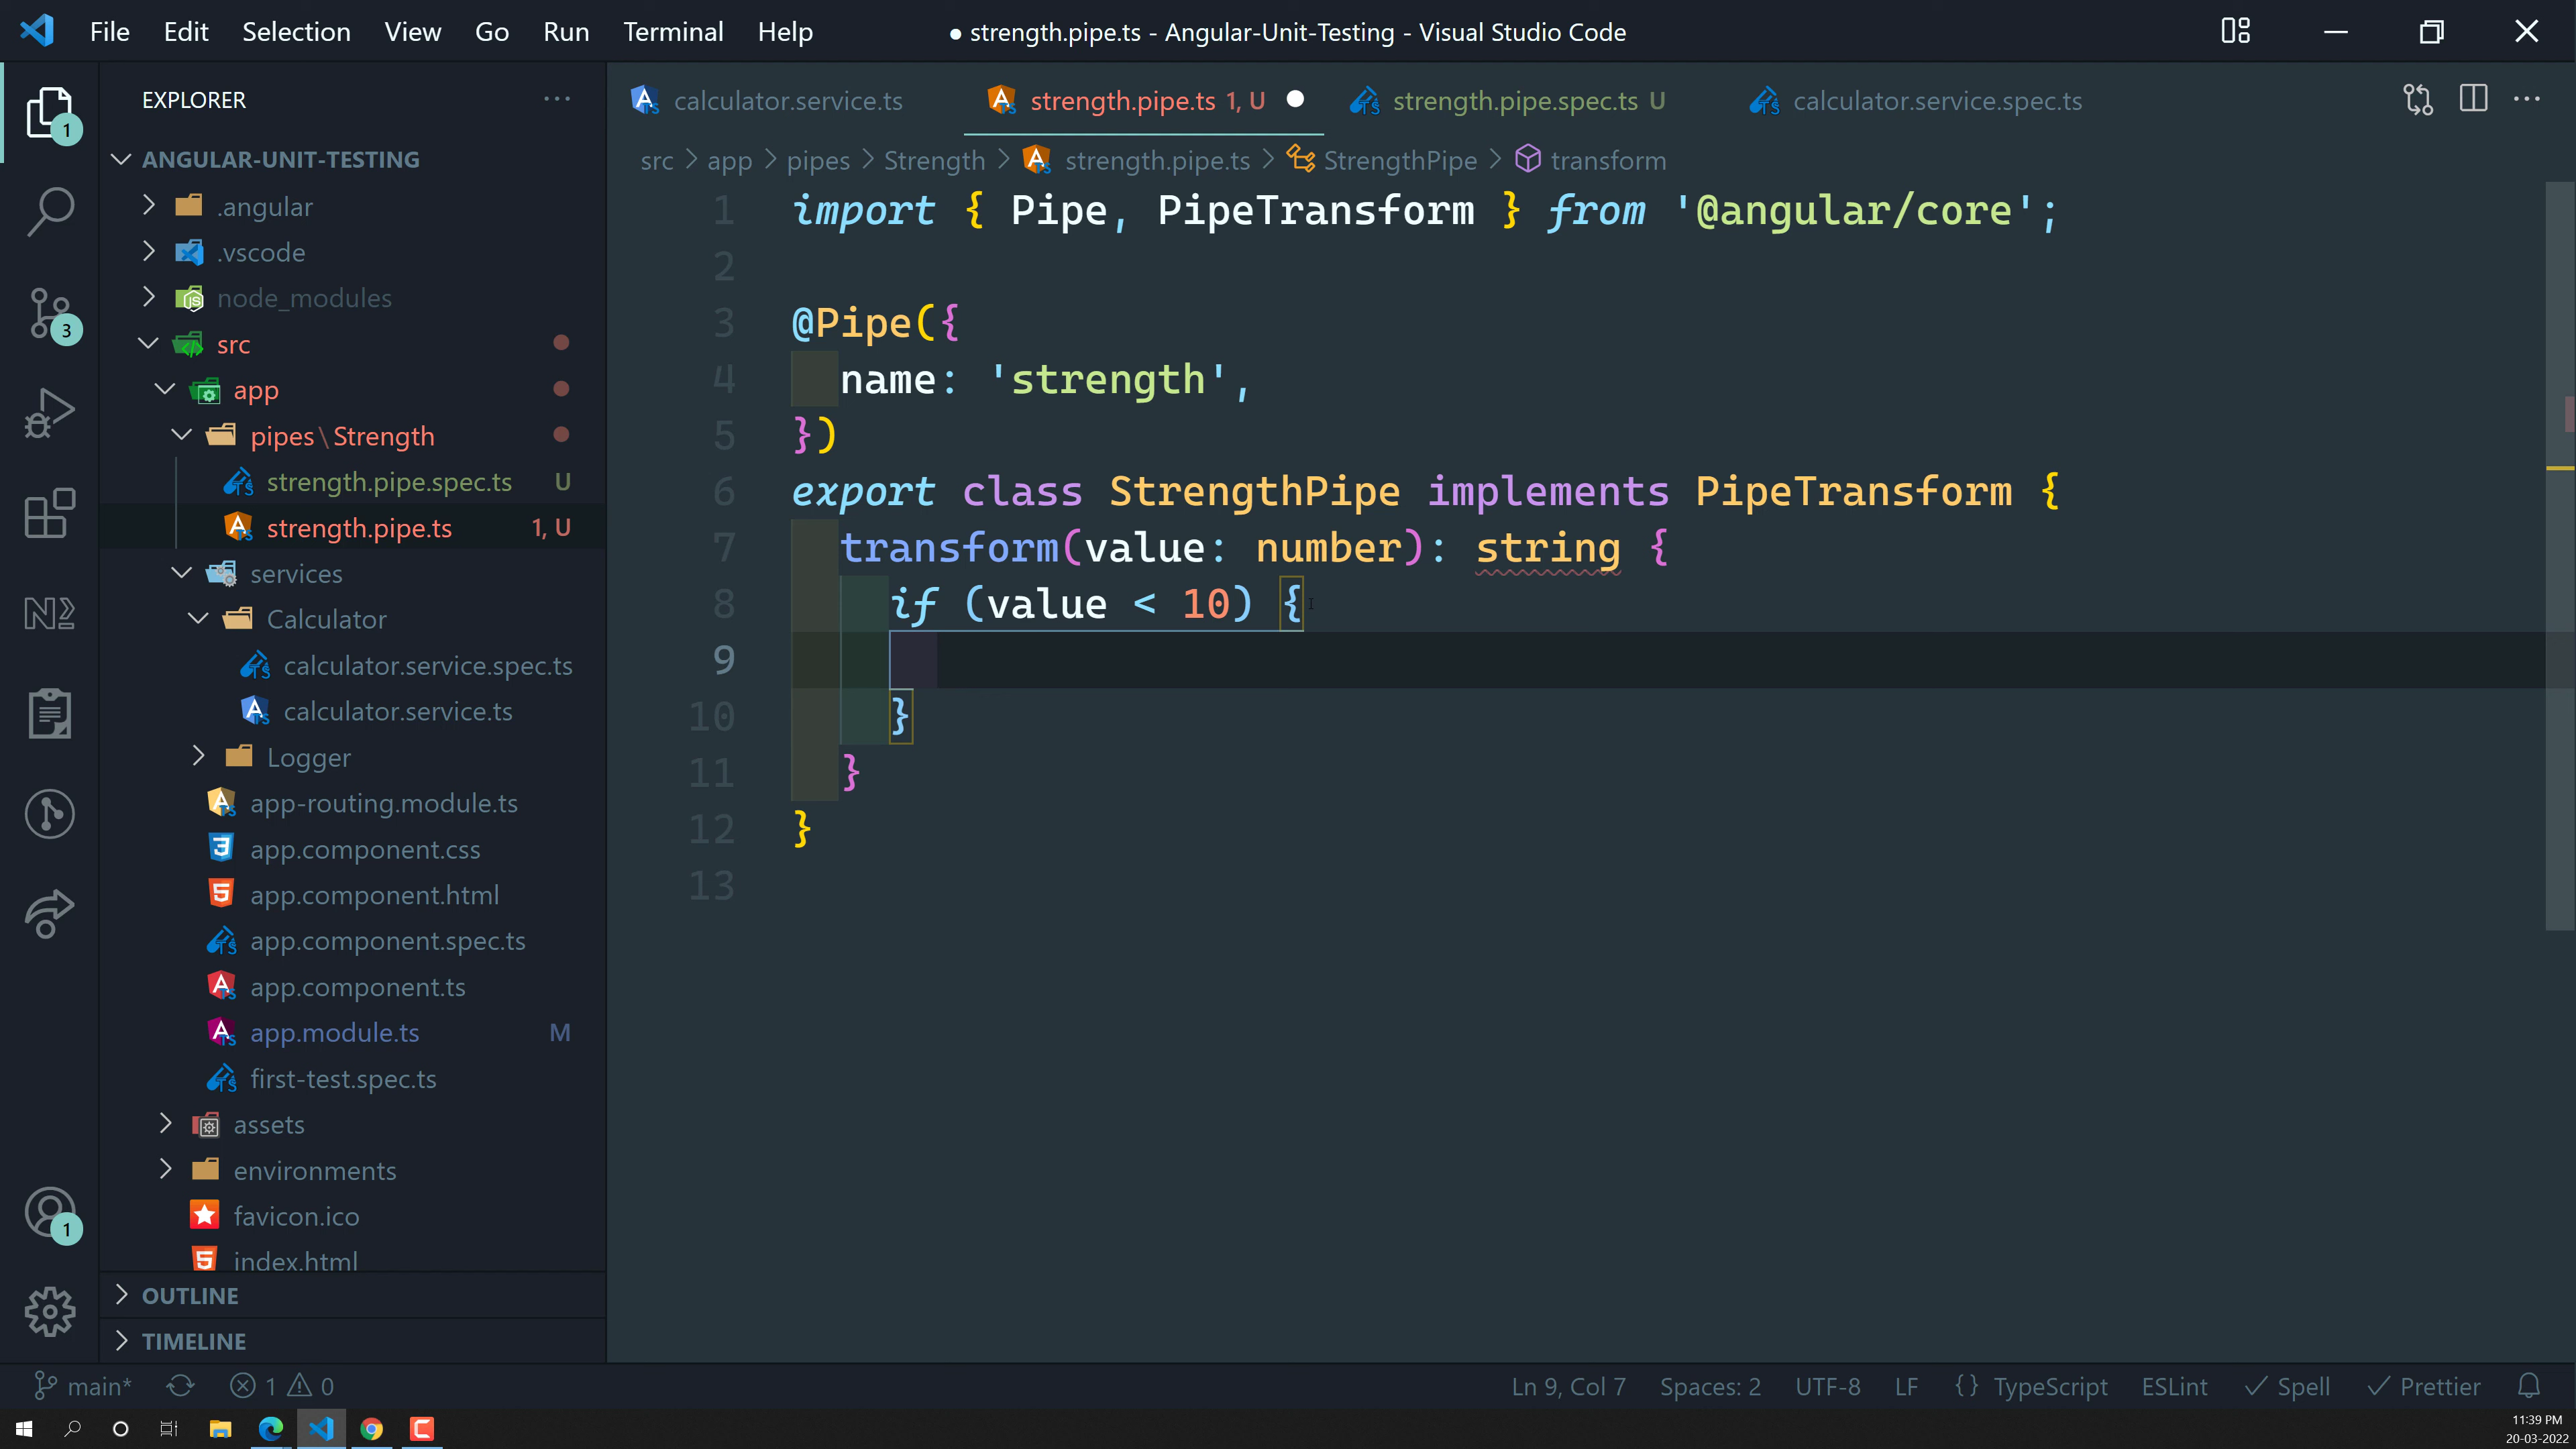 File Edit Selection View Go Run Terminal Help
● strength.pipe.ts - Angular-Unit-Testing - Visual Studio Code
EXPLORER
calculator.service.ts
strength.pipe.ts 1, U
strength.pipe.spec.ts U
calculator.service.spec.ts
src > app > pipes > Strength > strength.pipe.ts > StrengthPipe > transform
1
3
1
ANGULAR-UNIT-TESTING
.angular
.vscode
node_modules
src
app
pipes\Strength
strength.pipe.spec.ts U
strength.pipe.ts 1, U
services
Calculator
calculator.service.spec.ts
calculator.service.ts
Logger
app-routing.module.ts
app.component.css
app.component.html
app.component.spec.ts
app.component.ts
app.module.ts M
first-test.spec.ts
assets
environments
favicon.ico
index.html
OUTLINE
TIMELINE
1 import { Pipe, PipeTransform } from '@angular/core';
2
3 @Pipe({
4 name: 'strength',
5 })
6 export class StrengthPipe implements PipeTransform {
7 transform(value: number): string {
8 if (value < 10) {
9
10 }
11 }
12 }
13
main* 1 0
Ln 9, Col 7 Spaces: 2 UTF-8 LF {} TypeScript ESLint Spell Prettier
11:39 PM
20-03-2022